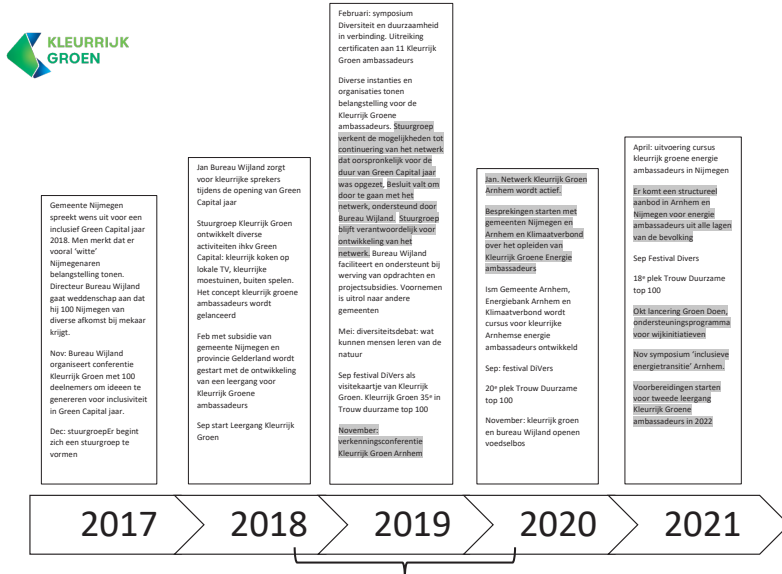 KLEURRIJK
GROEN
Gemeente Nijmegen
spreekt wens uit voor een
inclusief Green Capital jaar
2018. Men merkt dat er
vooral ‘witte’
Nijmegenaren
belangstelling tonen.
Directeur Bureau Wijland
gaat weddenschap aan dat
hij 100 Nijmegen van
diverse afkomst bij mekaar
krijgt.
Nov: Bureau Wijland
organiseert conferentie
Kleurrijk Groen met 100
deelnemers om ideeen te
genereren voor inclusiviteit
in Green Capital jaar.
Dec: stuurgroepEr begint
zich een stuurgroep te
vormen
Jan Bureau Wijland zorgt
voor kleurrijke sprekers
tijdens de opening van Green
Capital jaar
Stuurgroep Kleurrijk Groen
ontwikkelt diverse
activiteiten ihkv Green
Capital: kleurrijk koken op
lokale TV, kleurrijke
moestuinen, buiten spelen.
Het concept kleurrijk groene
ambassadeurs wordt
gelanceerd
Feb met subsidie van
gemeente Nijmegen en
provincie Gelderland wordt
gestart met de ontwikkeling
van een leergang voor
Kleurrijk Groene
ambassadeurs
Sep start Leergang Kleurrijk
Groen
Februari: symposium
Diversiteit en duurzaamheid
in verbinding. Uitreiking
certificaten aan 11 Kleurrijk
Groen ambassadeurs
Diverse instanties en
organisaties tonen
belangstelling voor de
Kleurrijk Groene
ambassadeurs. Stuurgroep
verkent de mogelijkheden tot
continuering van het netwerk
dat oorspronkelijk voor de
duur van Green Capital jaar
was opgezet. Besluit valt om
door te gaan met het
netwerk, ondersteund door
Bureau Wijland. Stuurgroep
blijft verantwoordelijk voor
ontwikkeling van het
netwerk. Bureau Wijland
faciliteert en ondersteunt bij
werving van opdrachten en
projectsubsidies. Voornemen
is uitrol naar andere
gemeenten
Mei: diversiteitsdebat: wat
kunnen mensen leren van de
natuur
Sep festival DiVers als
visitekaartje van Kleurrijk
Groen. Kleurrijk Groen 35e in
Trouw duurzame top 100
November:
verkenningsconferentie
Kleurrijk Groen Arnhem
Jan. Netwerk Kleurrijk Groen
Arnhem wordt actief.
Besprekingen starten met
gemeenten Nijmegen en
Arnhem en Klimaatverbond
over het opleiden van
Kleurrijk Groene Energie
ambassadeurs
Ism Gemeente Arnhem,
Energiebank Arnhem en
Klimaatverbond wordt
cursus voor kleurrijke
Arnhemse energie
ambassadeurs ontwikkeld
Sep: festival DiVers
20e plek Trouw Duurzame
top 100
November: kleurrijk groen
en bureau Wijland openen
voedselbos
April: uitvoering cursus
kleurrijk groene energie
ambassadeurs in Nijmegen
Er komt een structureel
aanbod in Arnhem en
Nijmegen voor energie
ambassadeurs uit alle lagen
van de bevolking
Sep Festival Divers
18e plek Trouw Duurzame
top 100
Okt lancering Groen Doen,
ondersteuningsprogramma
voor wijkinitiatieven
Nov symposium ‘inclusieve
energietransitie’ Arnhem.
Voorbereidingen starten
voor tweede leergang
Kleurrijk Groene
ambassadeurs in 2022
2017
2018
2019
2020
2021